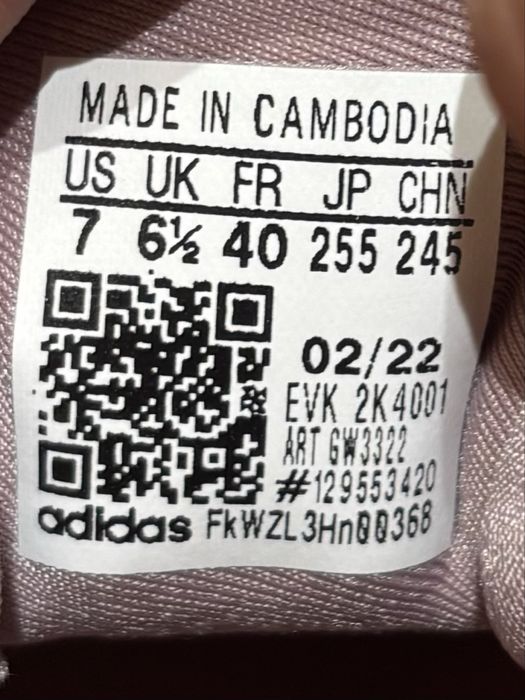 MADE IN CAMBODIA
US UK FR JP CHN
7 6½ 40 255 245
02/22
EVK 2K4001
ART GW3322
#129553420
adidas FkWZL3Hn00368